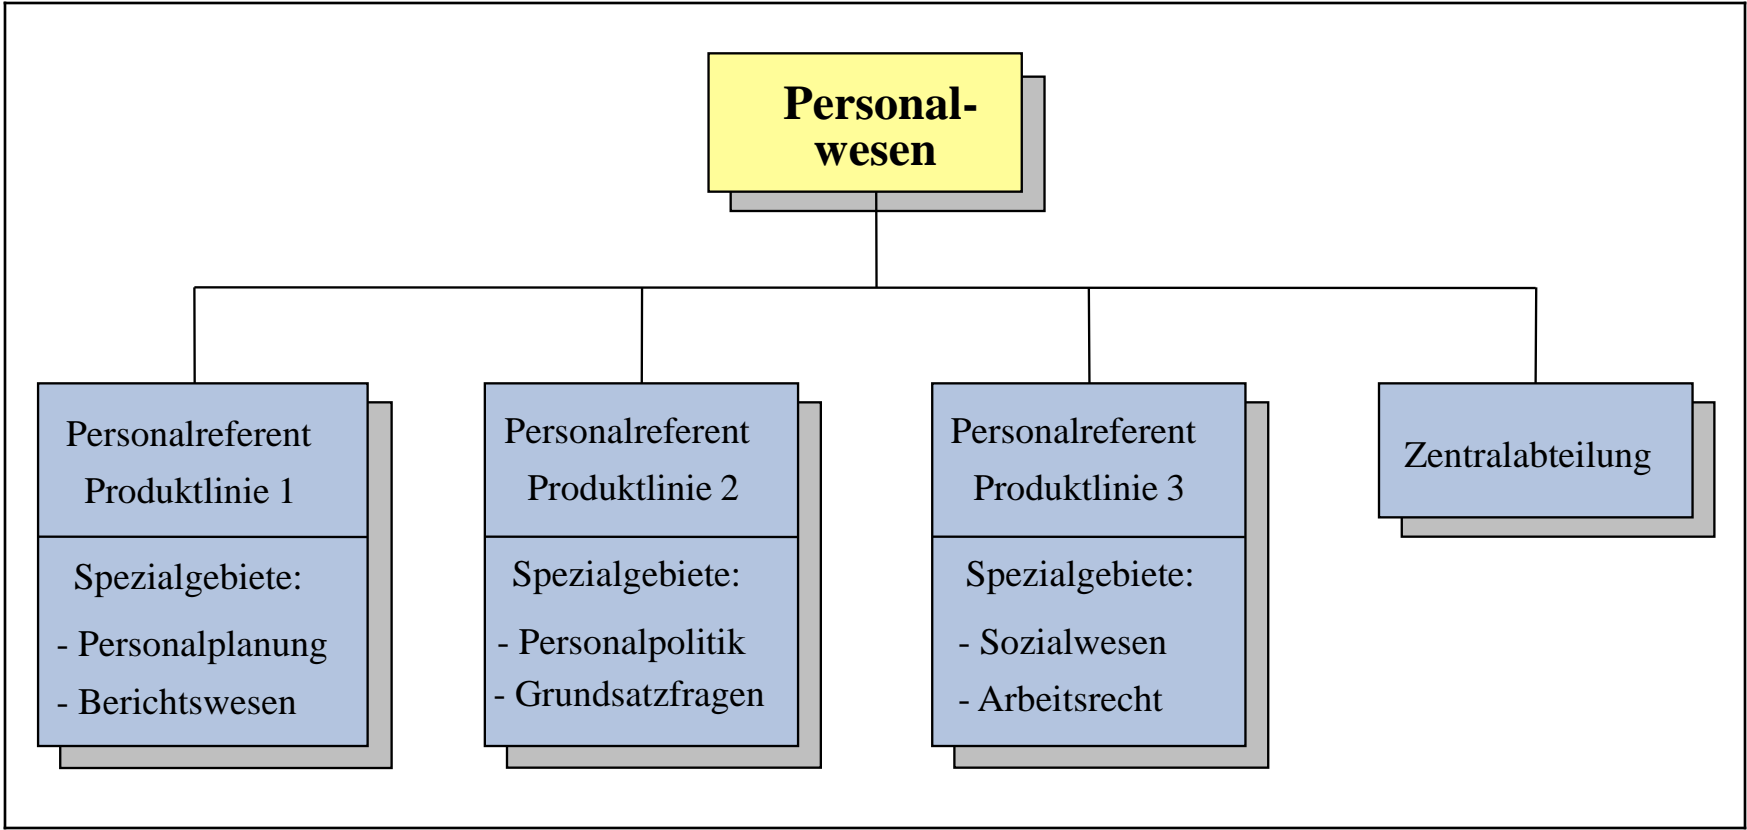 Personal-
wesen
Personalreferent
Produktlinie 1
Spezialgebiete:
- Personalplanung
- Berichtswesen
Personalreferent
Produktlinie 2
Spezialgebiete:
- Personalpolitik
- Grundsatzfragen
Personalreferent
Produktlinie 3
Spezialgebiete:
- Sozialwesen
- Arbeitsrecht
Zentralabteilung